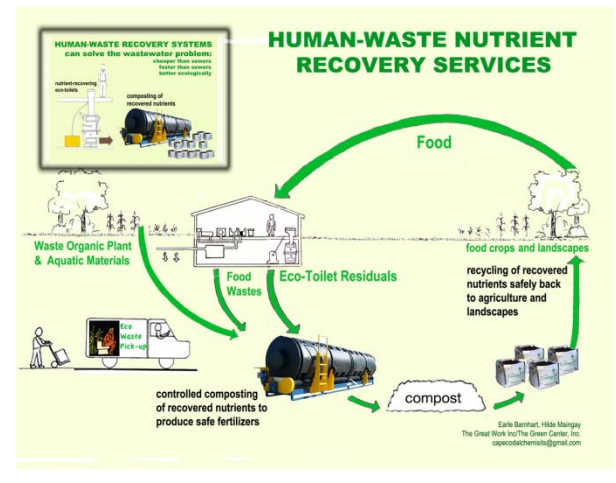 HUMAN-WASTE RECOVERY SYSTEMS
can solve the wastewater problem:
cheaper than sewers
faster than sewers
better ecologically
nutrient-recovering
eco-toilets
composting of
recovered nutrients
HUMAN-WASTE NUTRIENT
RECOVERY SERVICES
Food
Waste Organic Plant
& Aquatic Materials
Food
Wastes
Eco-Toilet Residuals
food crops and landscapes
recycling of recovered
nutrients safely back
to agriculture and
landscapes
Eco
Waste
Pick-up
controlled composting
of recovered nutrients to
produce safe fertilizers
compost
Earle Barnhart, Hilde Maingay
The Great Work Inc/The Green Center, Inc.
capecodalchemists@gmail.com